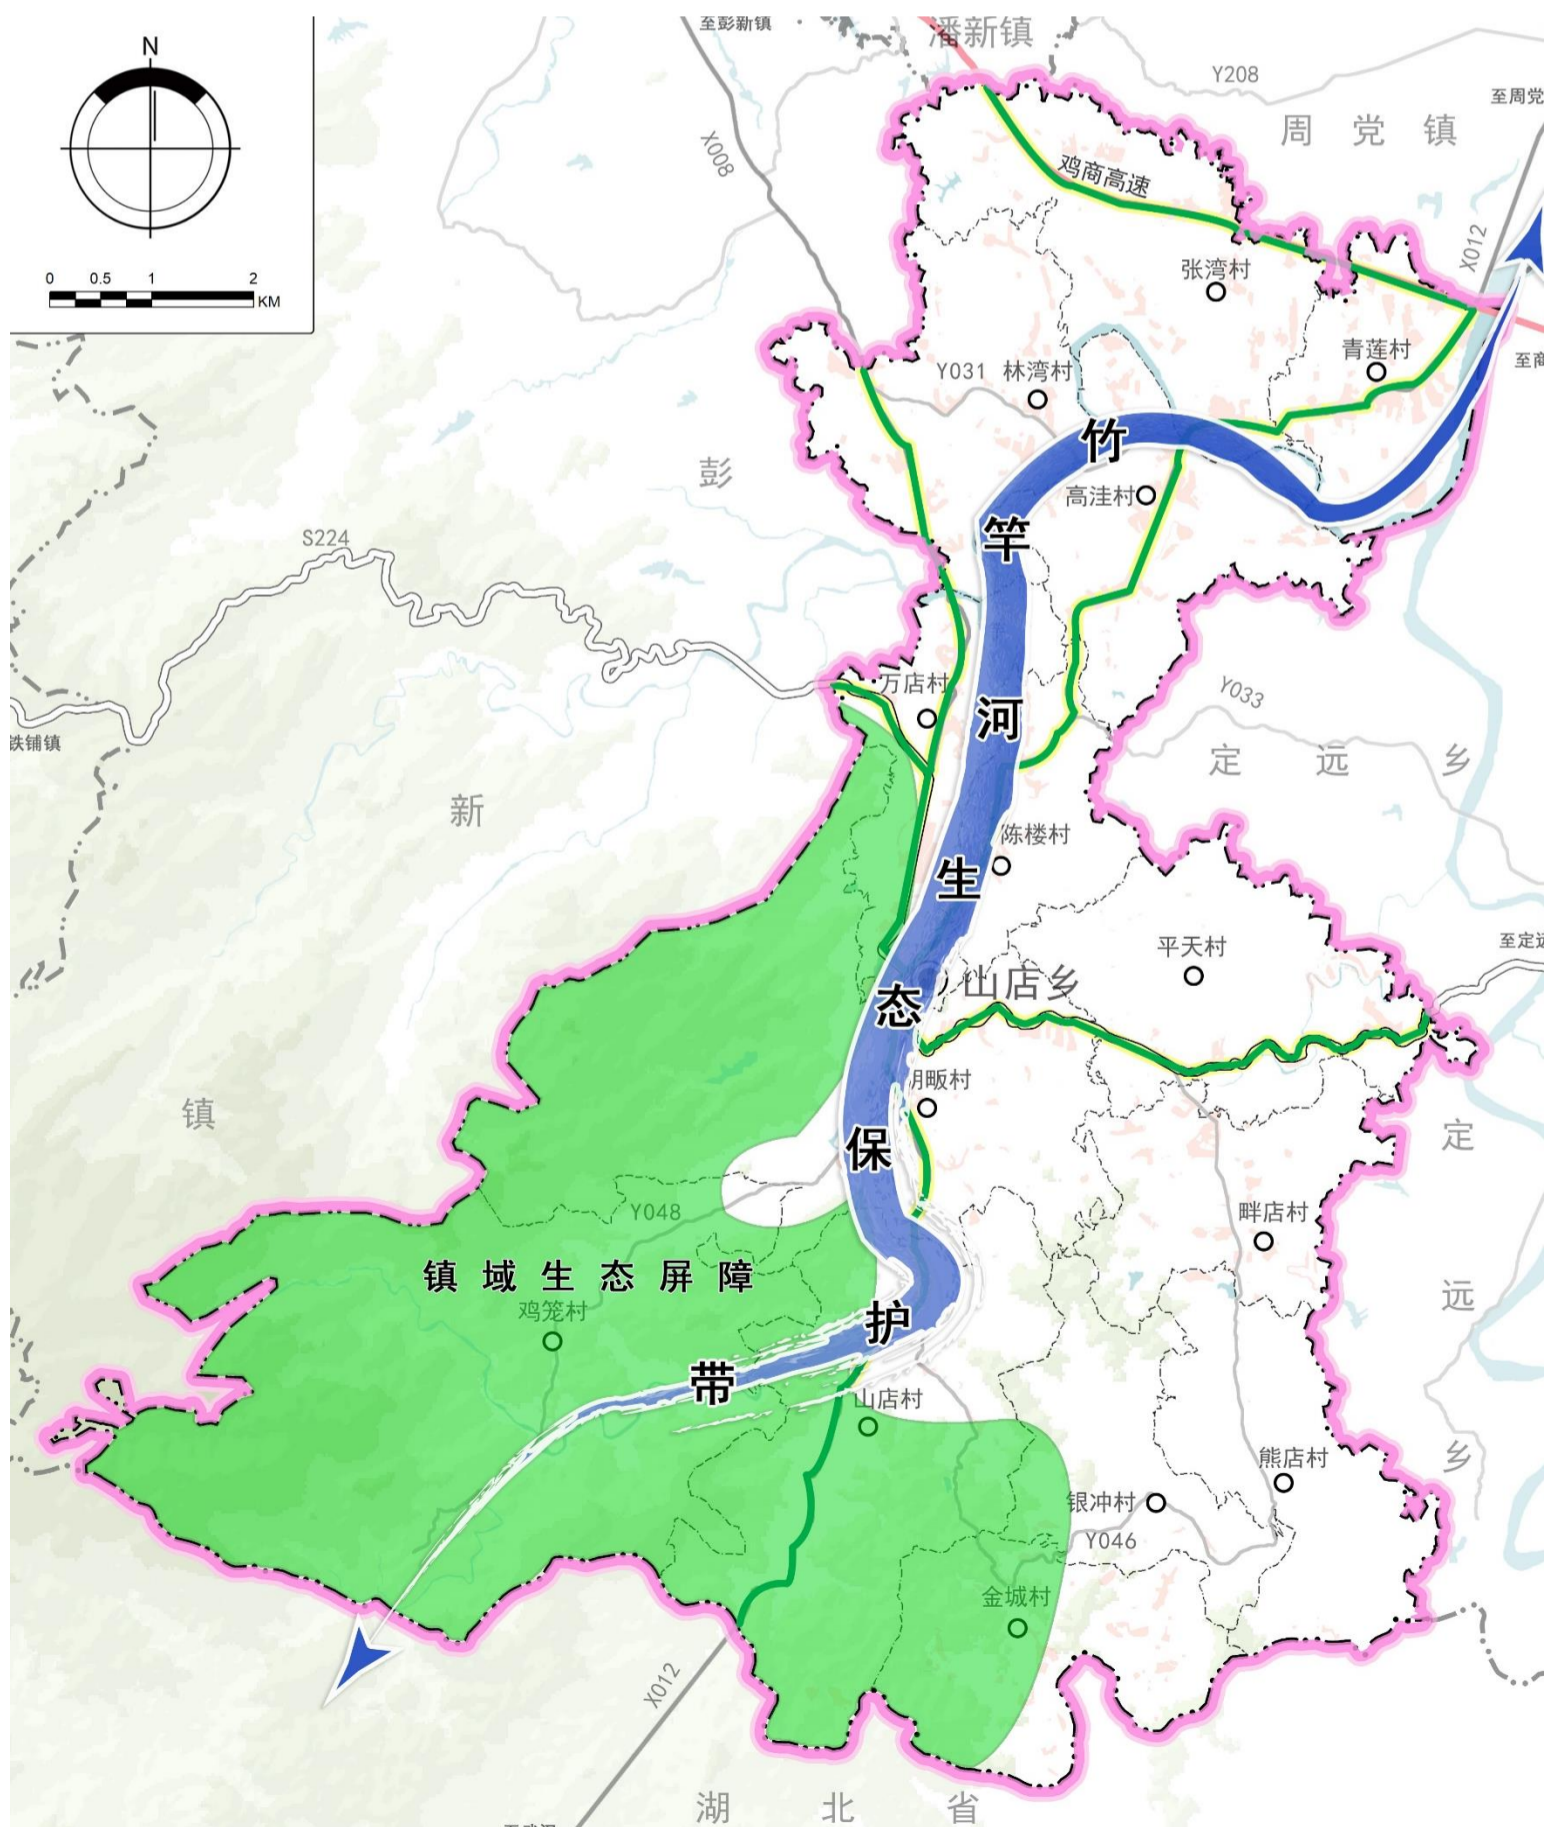 至彭新镇
潘新镇
N
Y208
至周党
周党镇
X008
鸡商高速
X012
0 0.5 1 2
KM
张湾村
青莲村
至商
Y031
林湾村
竹竿河生态保护带
彭新镇
高洼村
S224
万店村
Y033
定远乡
铁铺镇
陈楼村
平天村
至定远
山店乡
畈村
定远乡
畔店村
Y048
镇域生态屏障
鸡笼村
山店村
熊店村
银冲村
Y046
金城村
X012
湖北省